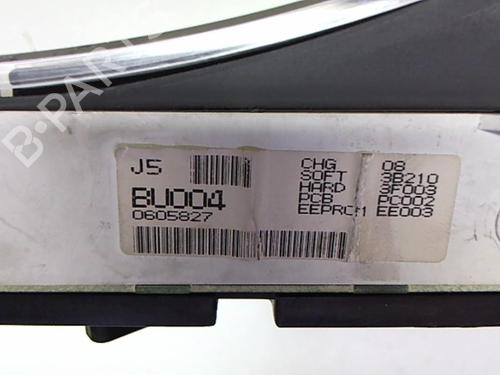 B-PARTS
J5
BU004
0605827
CHG 08
SOFT 3B210
HARD 3F003
PCB PC002
EEPROM EE003